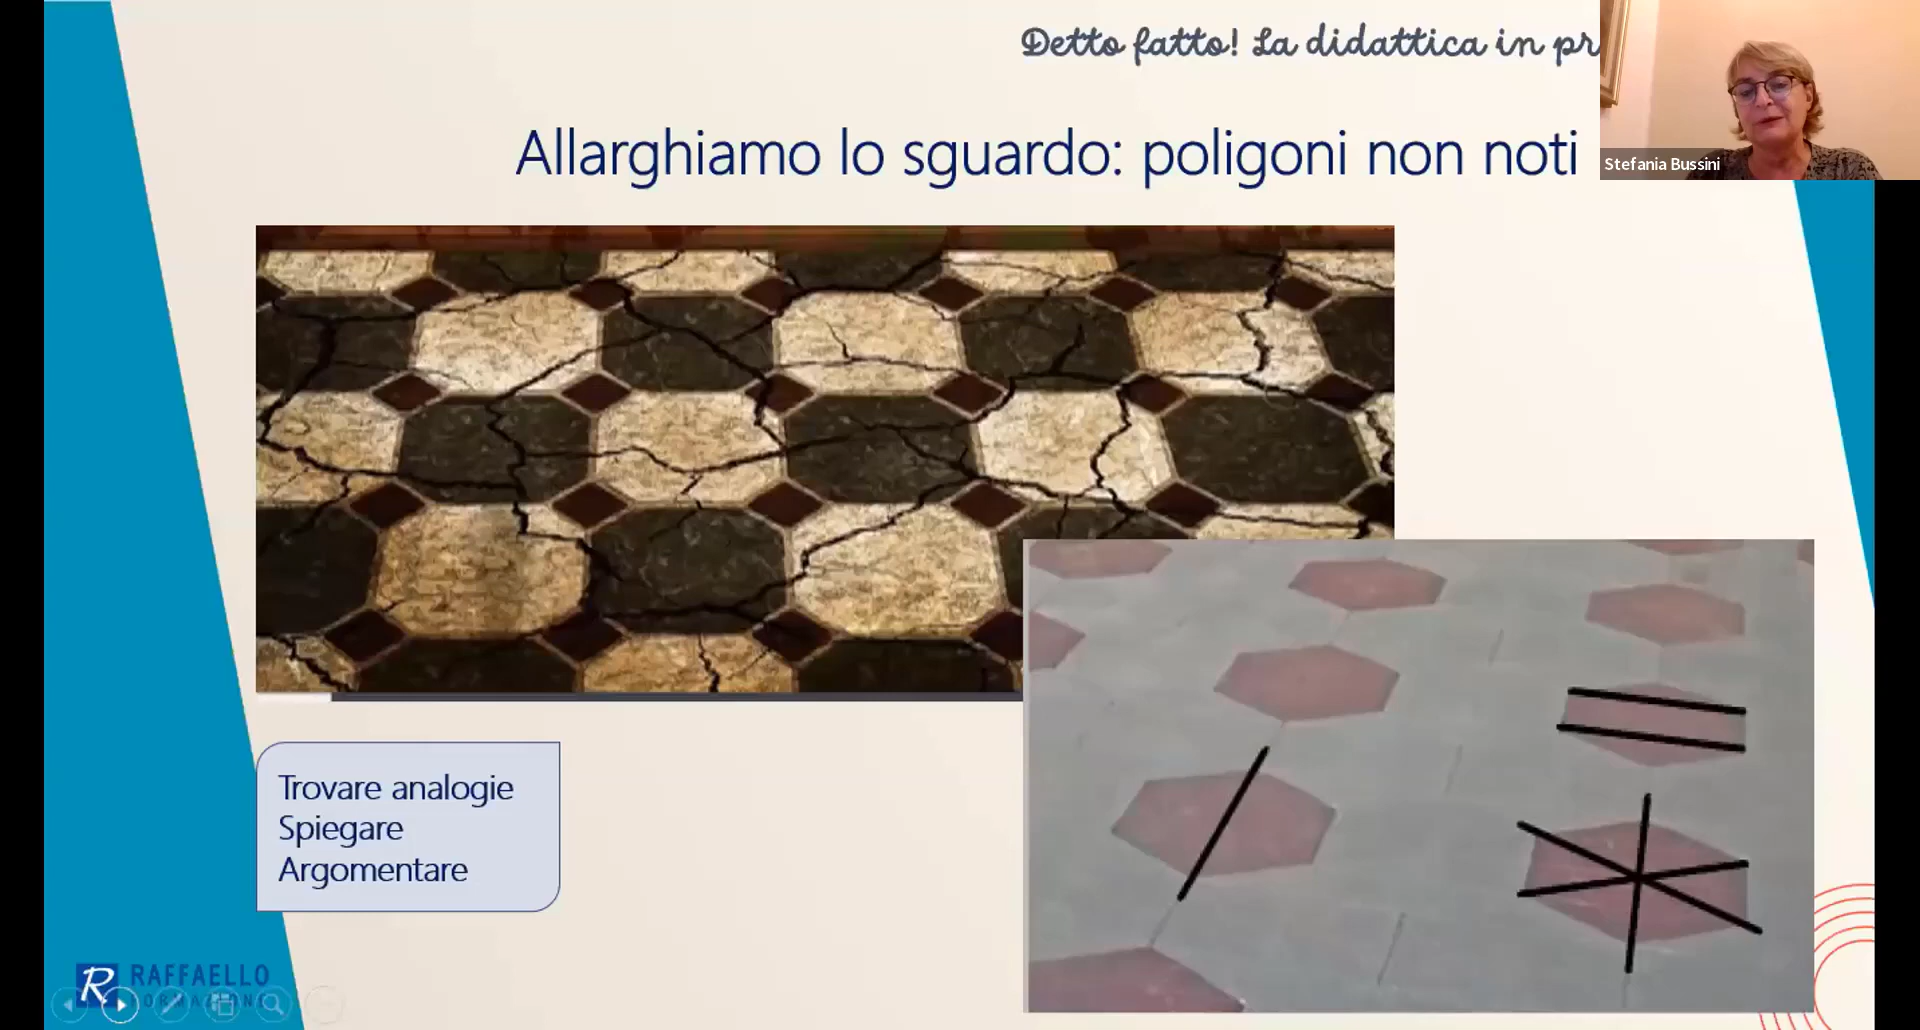 Detto fatto! La didattica in pr
Stefania Bussini
Allarghiamo lo sguardo: poligoni non noti
Trovare analogie
Spiegare
Argomentare
R RAFFAELLO
FORMAZIONE